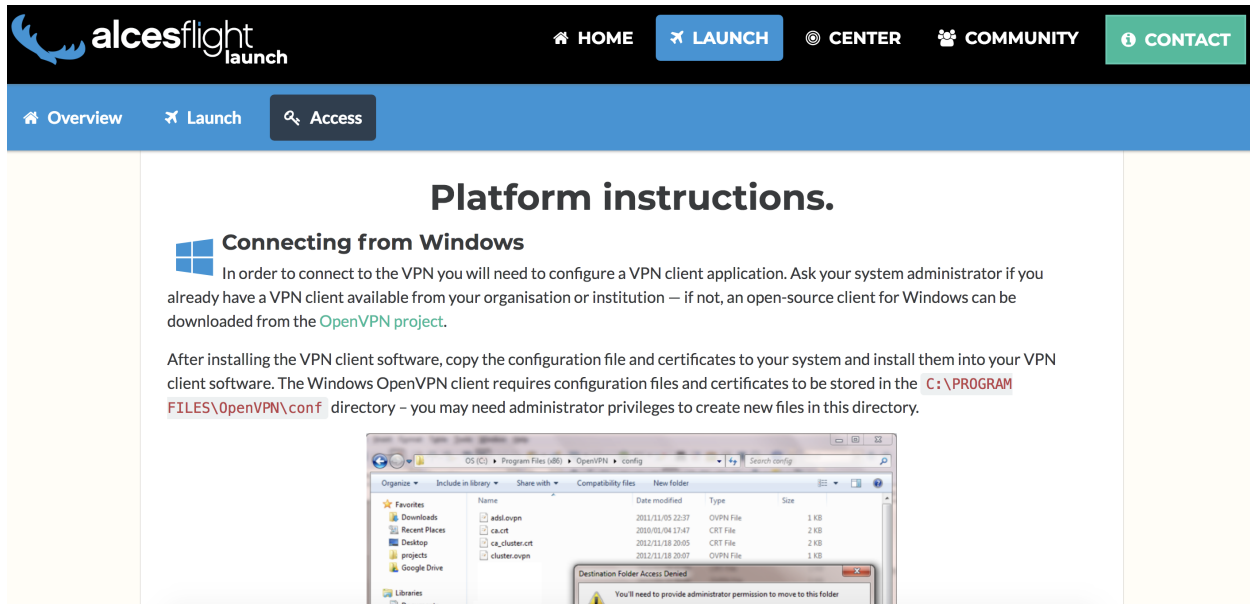 alcesflight
launch
HOME
LAUNCH
CENTER
COMMUNITY
CONTACT
Overview
Launch
Access
Platform instructions.
Connecting from Windows
In order to connect to the VPN you will need to configure a VPN client application. Ask your system administrator if you
already have a VPN client available from your organisation or institution — if not, an open-source client for Windows can be
downloaded from the OpenVPN project.
After installing the VPN client software, copy the configuration file and certificates to your system and install them into your VPN
client software. The Windows OpenVPN client requires configuration files and certificates to be stored in the C:\PROGRAM
FILES\OpenVPN\conf directory – you may need administrator privileges to create new files in this directory.
OS (C:) ▸ Program Files (x86) ▸ OpenVPN ▸ config
Search config
Organize Include in library Share with Compatibility files New folder
Name Date modified Type Size
Favorites
Downloads
Recent Places
Desktop
projects
Google Drive
Libraries
adsl.ovpn 2011/11/05 22:37 OVPN File 1 KB
ca.crt 2010/01/04 17:47 CRT File 2 KB
ca_cluster.crt 2012/11/18 20:05 CRT File 2 KB
cluster.ovpn 2012/11/18 20:07 OVPN File 1 KB
Destination Folder Access Denied
You'll need to provide administrator permission to move to this folder